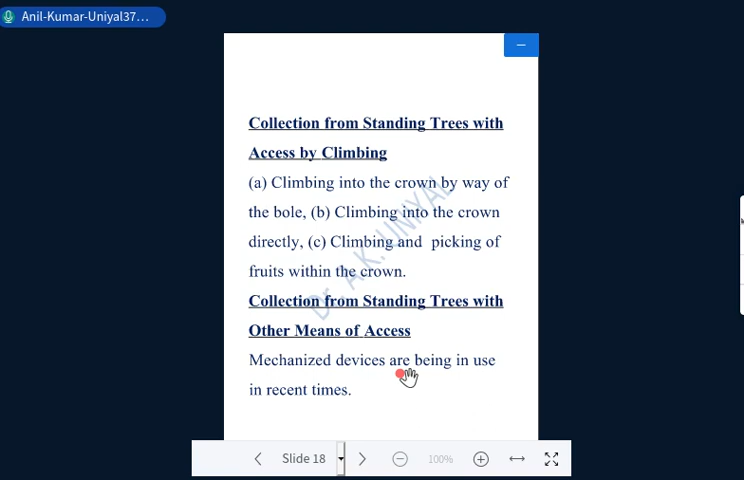 Anil-Kumar-Uniyal37...
Collection from Standing Trees with
Access by Climbing
(a) Climbing into the crown by way of
the bole, (b) Climbing into the crown
directly, (c) Climbing and picking of
fruits within the crown.
Collection from Standing Trees with
Other Means of Access
Mechanized devices are being in use
in recent times.
Dr. A.K.UNIYAL
Slide 18
100%